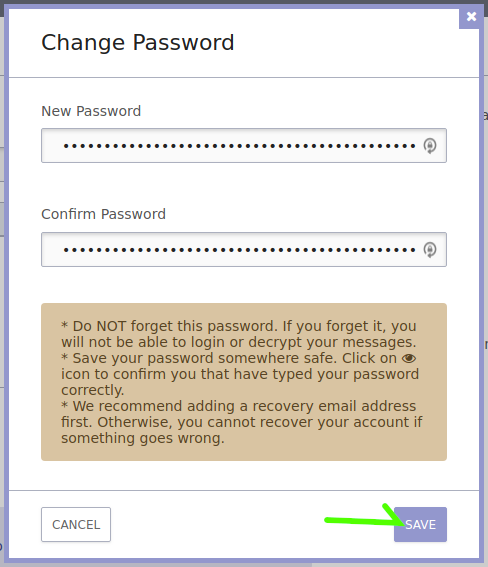 Change Password
New Password
Confirm Password
* Do NOT forget this password. If you forget it, you
will not be able to login or decrypt your messages.
* Save your password somewhere safe. Click on
icon to confirm you that have typed your password
correctly.
* We recommend adding a recovery email address
first. Otherwise, you cannot recover your account if
something goes wrong.
CANCEL
SAVE